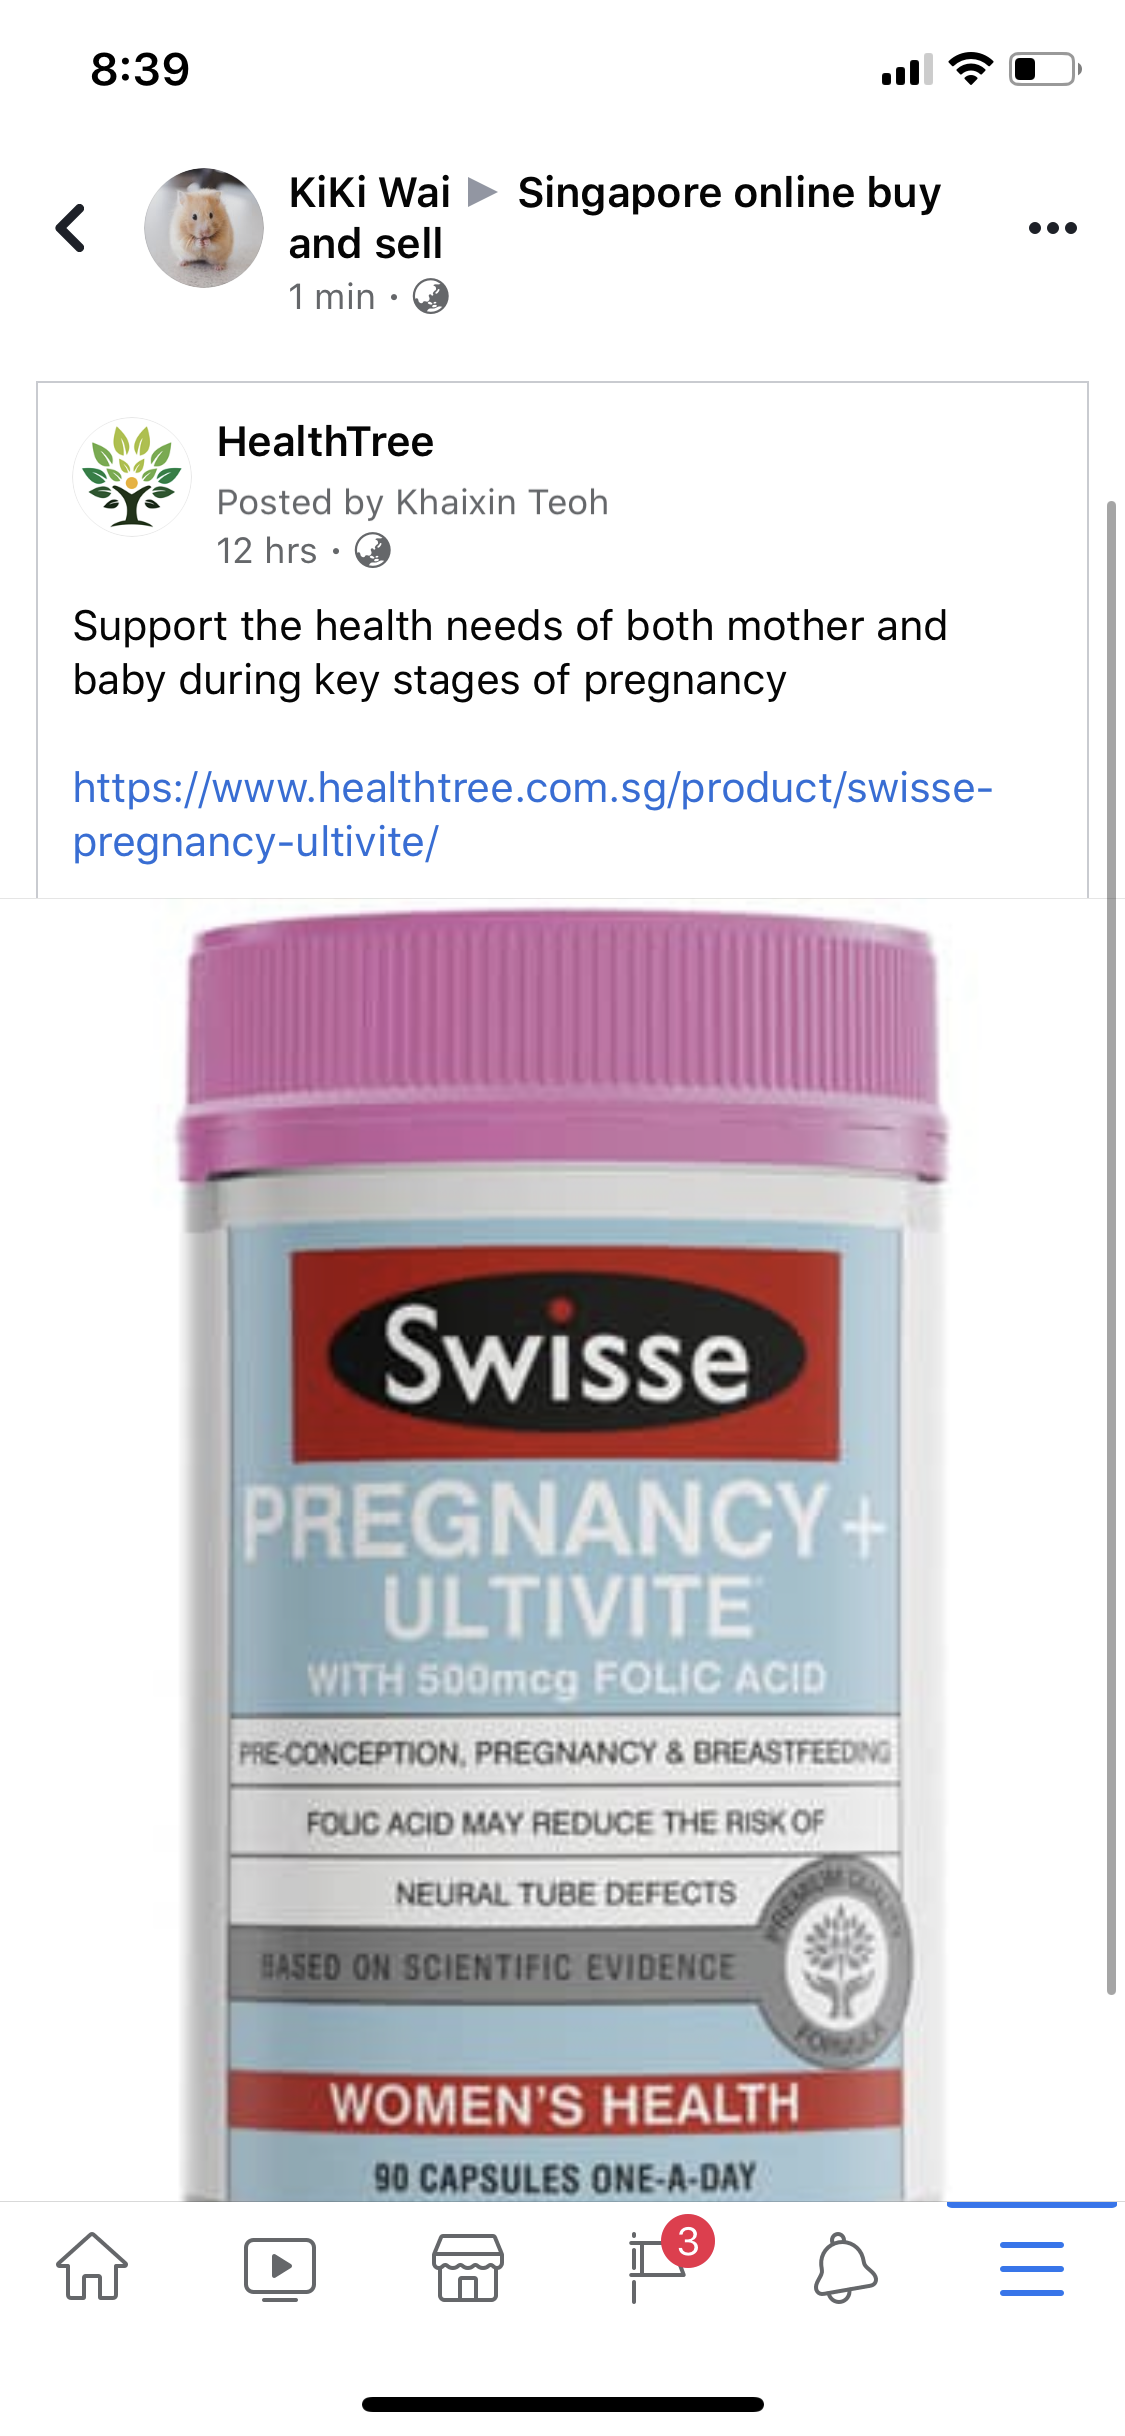 8:39
KiKi Wai ▶ Singapore online buy
and sell
1 min ·
HealthTree
Posted by Khaixin Teoh
12 hrs ·
Support the health needs of both mother and
baby during key stages of pregnancy
https://www.healthtree.com.sg/product/swisse-
pregnancy-ultivite/
Swisse
PREGNANCY+
ULTIVITE
WITH 500mcg FOLIC ACID
PRE-CONCEPTION, PREGNANCY & BREASTFEEDING
FOLIC ACID MAY REDUCE THE RISK OF
NEURAL TUBE DEFECTS
BASED ON SCIENTIFIC EVIDENCE
PREMIUM QUALITY
FORMULA
WOMEN'S HEALTH
90 CAPSULES ONE-A-DAY
3